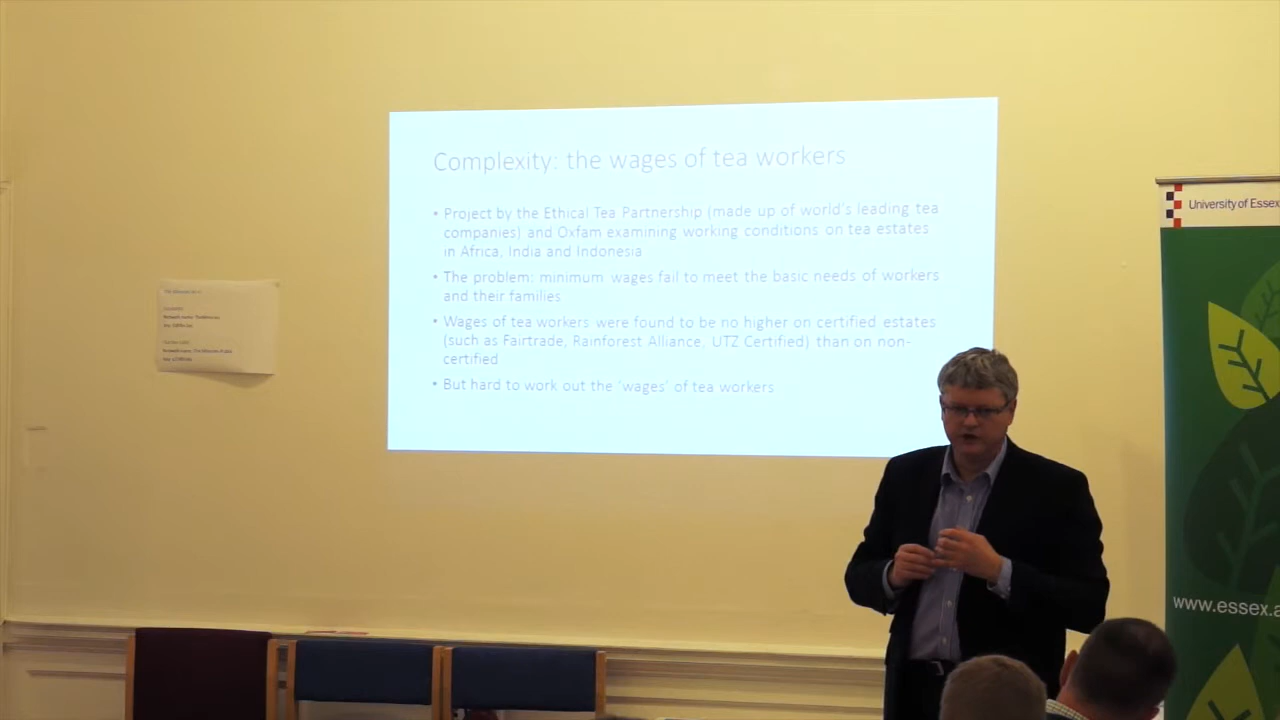 Complexity: the wages of tea workers
• Project by the Ethical Tea Partnership (made up of world's leading tea
companies) and Oxfam examining working conditions on tea estates
in Africa, India and Indonesia
• The problem: minimum wages fail to meet the basic needs of workers
and their families
• Wages of tea workers were found to be no higher on certified estates
(such as Fairtrade, Rainforest Alliance, UTZ Certified) than on non-
certified
• But hard to work out the 'wages' of tea workers
University of Essex
www.essex.a